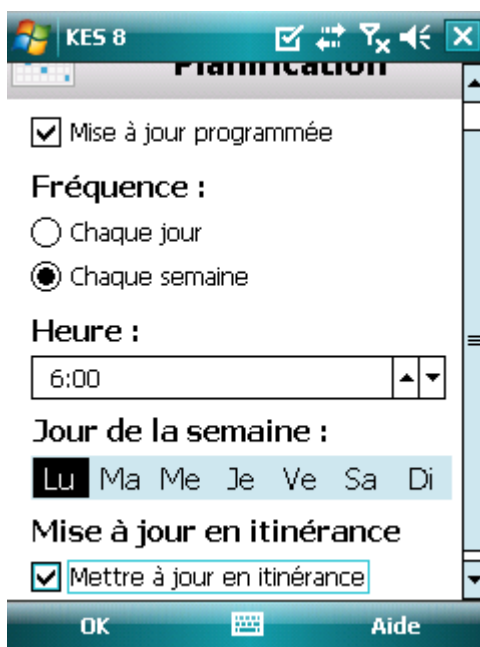 KES 8
Planification
Mise à jour programmée
Fréquence :
Chaque jour
Chaque semaine
Heure :
6:00
Jour de la semaine :
Lu Ma Me Je Ve Sa Di
Mise à jour en itinérance
Mettre à jour en itinérance
OK Aide